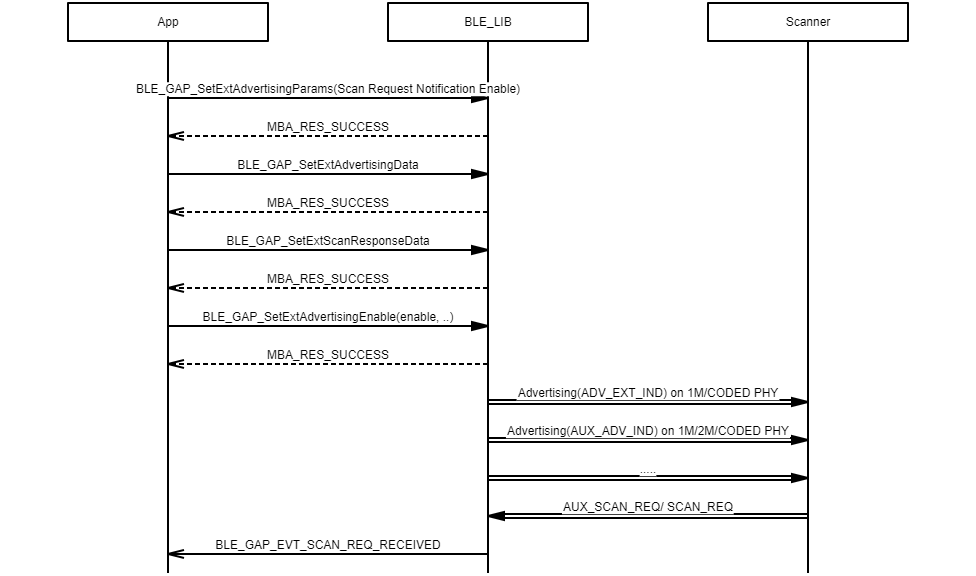 App
BLE_LIB
Scanner
BLE_GAP_SetExtAdvertisingParams(Scan Request Notification Enable)
MBA_RES_SUCCESS
BLE_GAP_SetExtAdvertisingData
MBA_RES_SUCCESS
BLE_GAP_SetExtScanResponseData
MBA_RES_SUCCESS
BLE_GAP_SetExtAdvertisingEnable(enable, ..)
MBA_RES_SUCCESS
Advertising(ADV_EXT_IND) on 1M/CODED PHY
Advertising(AUX_ADV_IND) on 1M/2M/CODED PHY
.....
AUX_SCAN_REQ/ SCAN_REQ
BLE_GAP_EVT_SCAN_REQ_RECEIVED